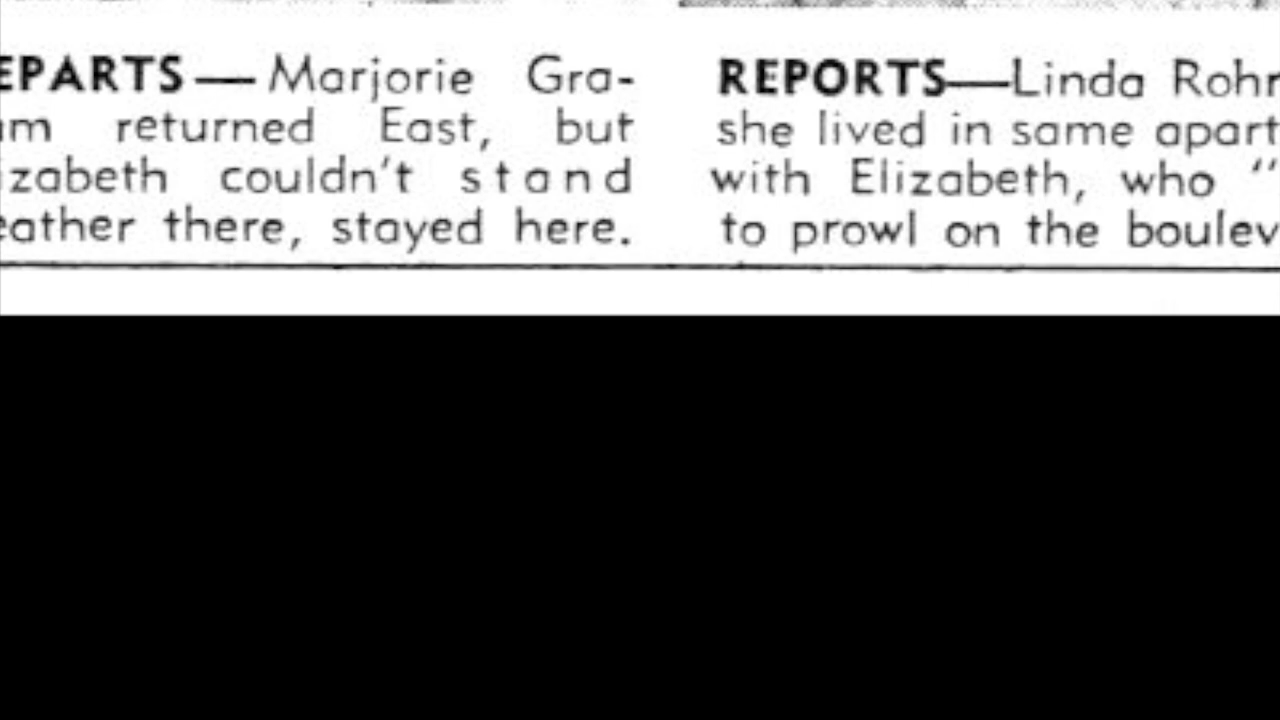 EPARTS — Marjorie Gra-
am returned East, but
izabeth couldn't stand
eather there, stayed here.
REPORTS—Linda Rohr
she lived in same apart
with Elizabeth, who "
to prowl on the boulev